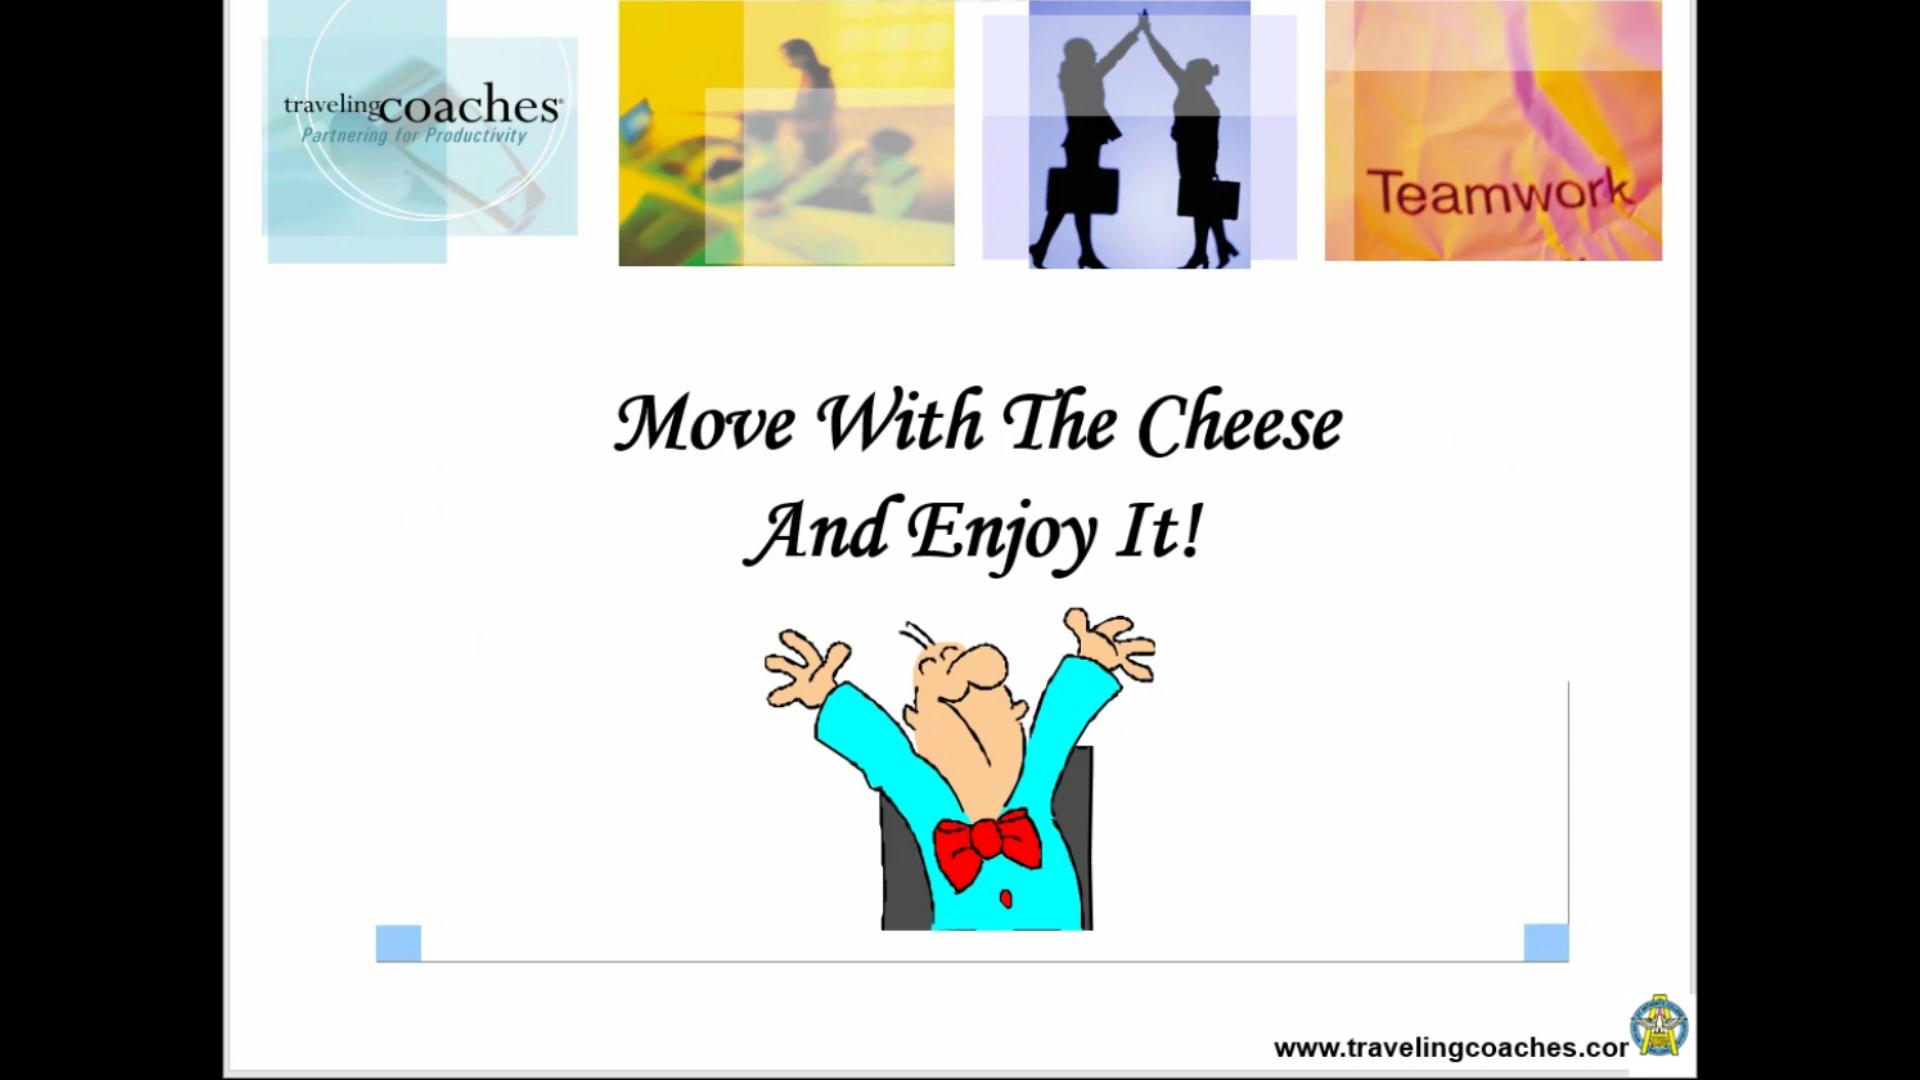 travelingcoaches®
Partnering for Productivity
Teamwork
Move With The Cheese
And Enjoy It!
www.travelingcoaches.cor